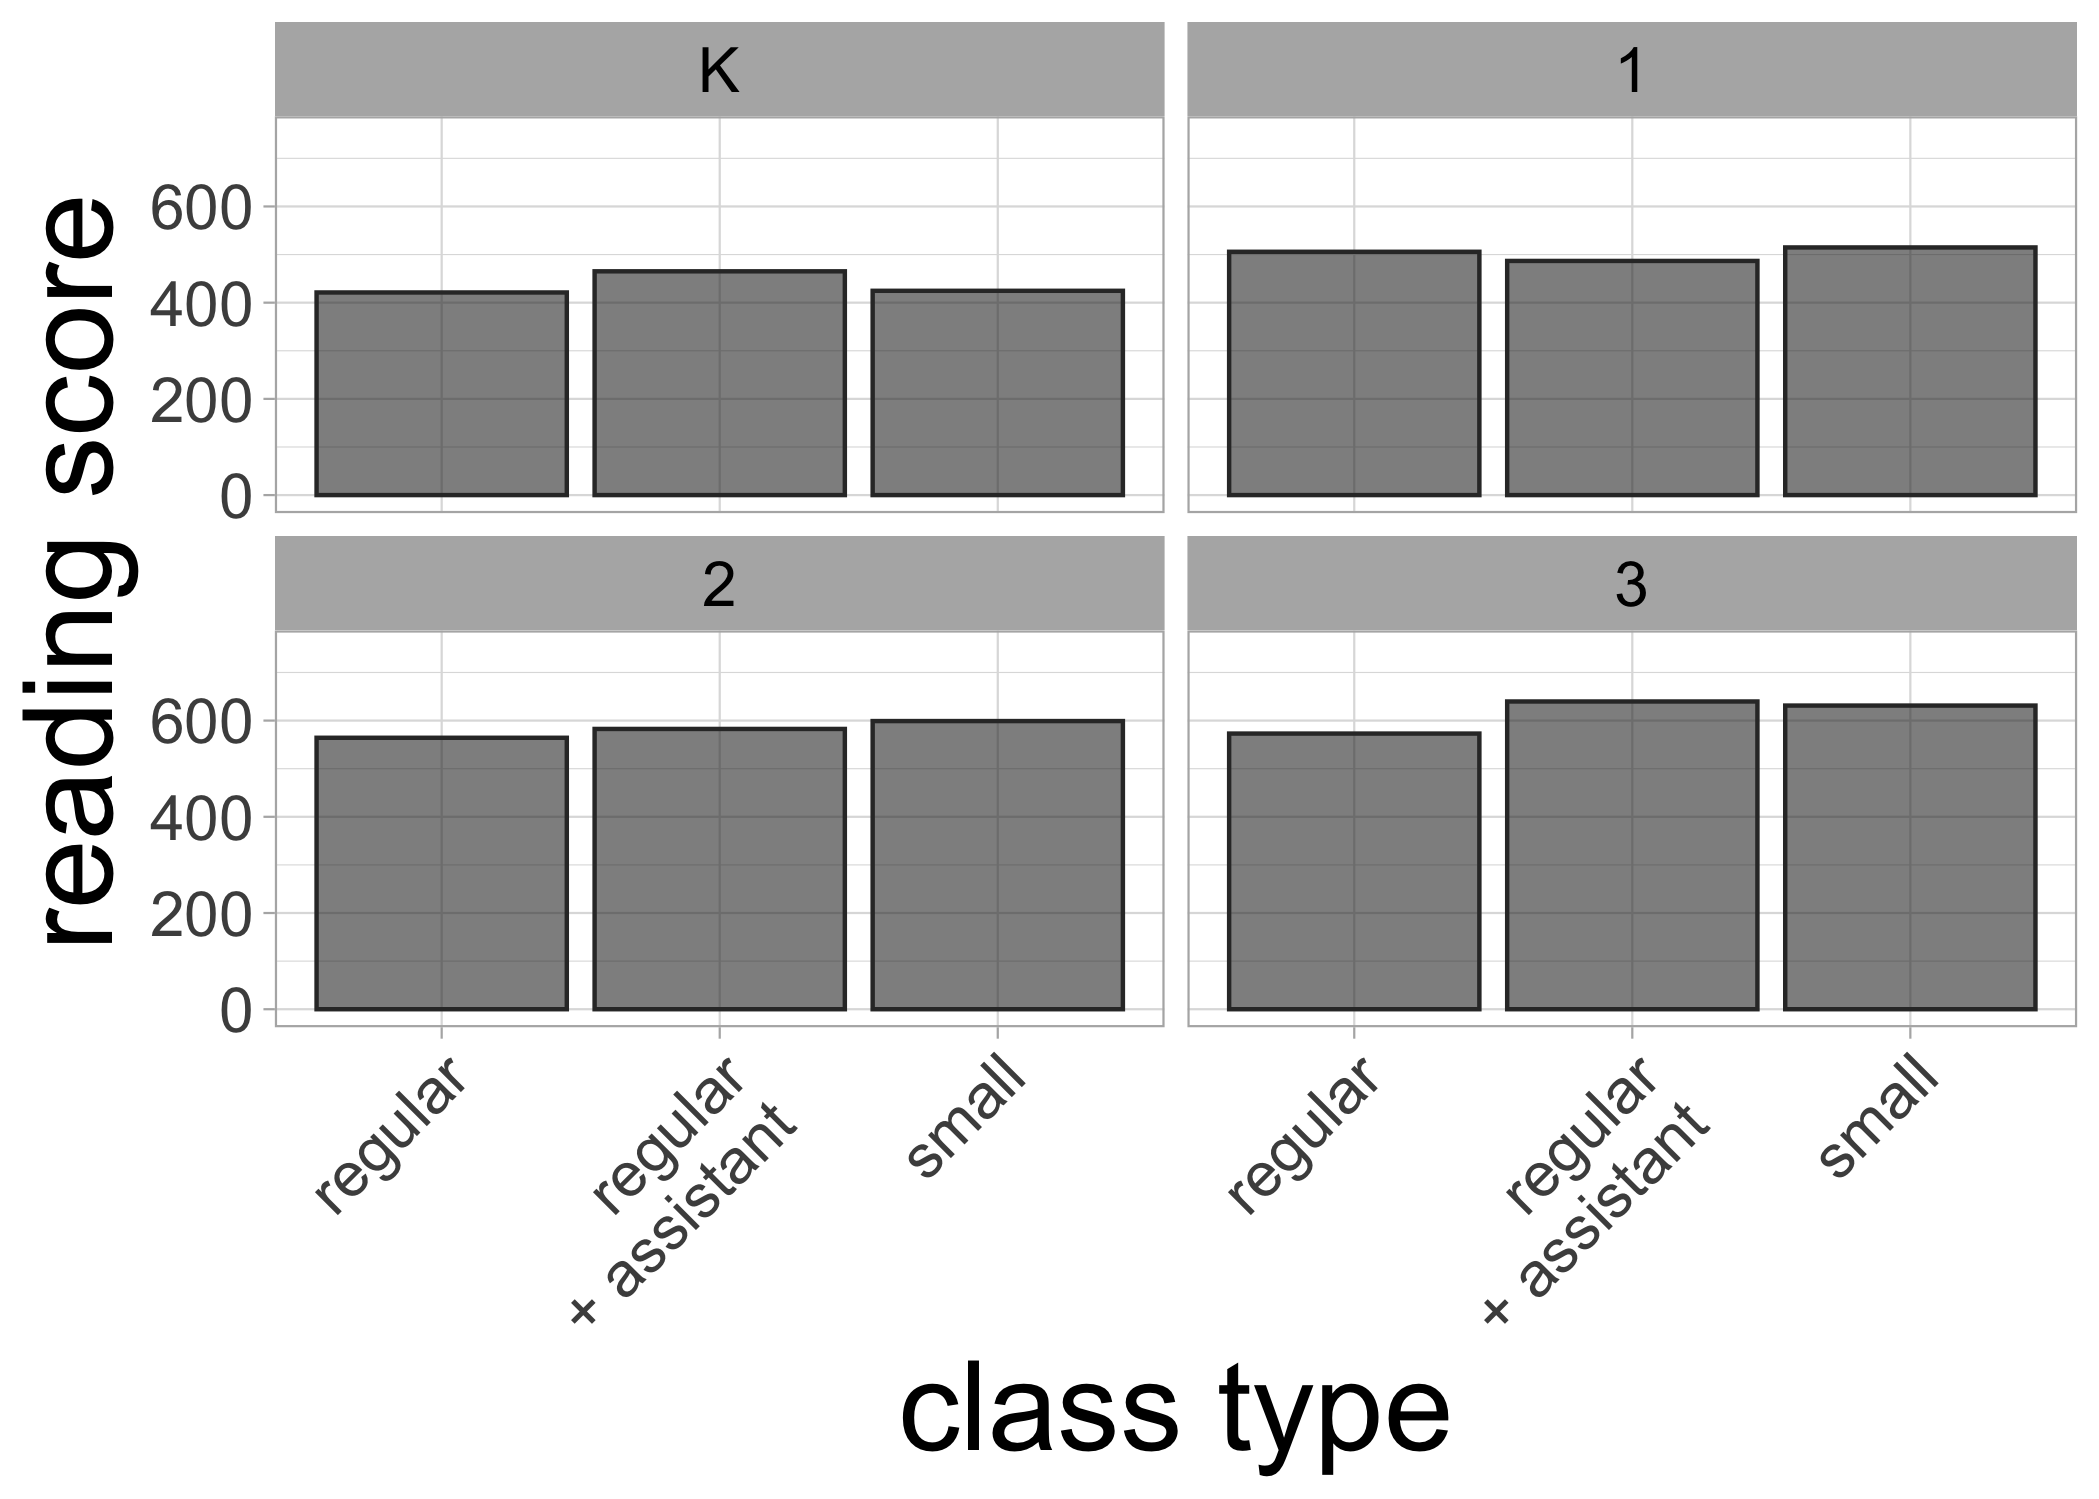 reading score
K
1
600
400
200
0
2
3
600
400
200
0
regular
regular
+ assistant
small
regular
regular
+ assistant
small
class type